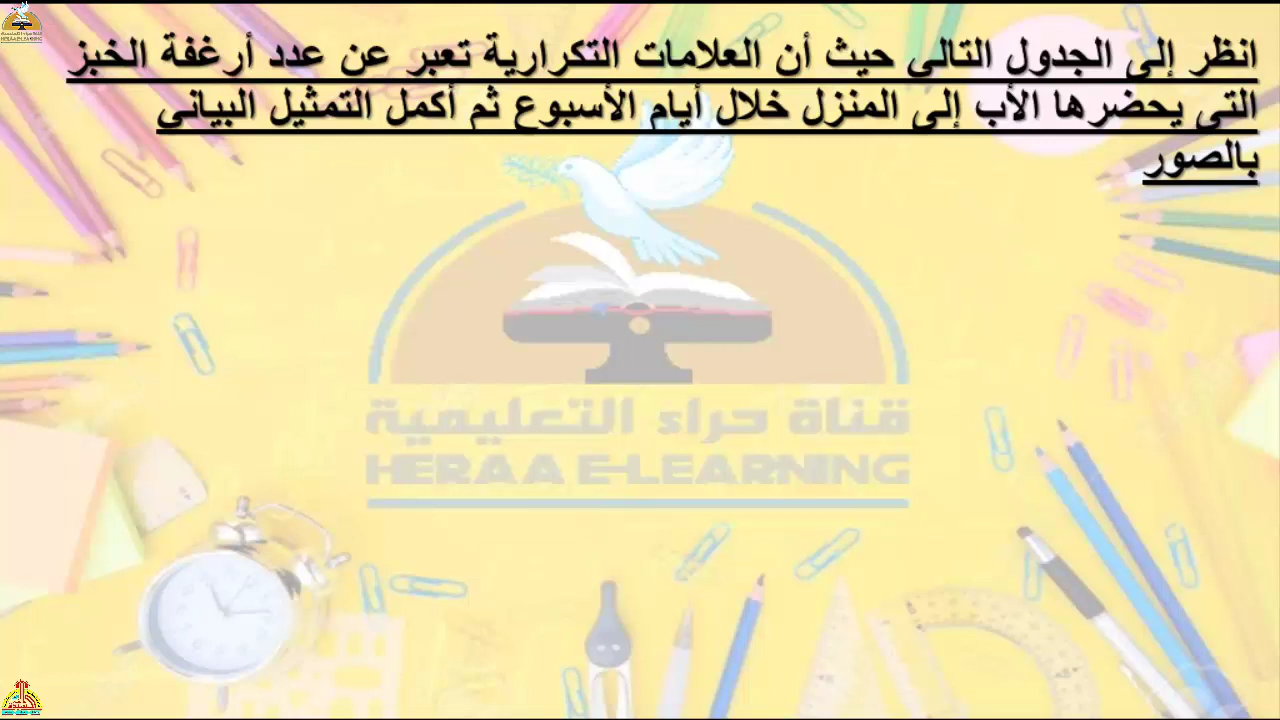 انظر إلى الجدول التالى حيث أن العلامات التكرارية تعبر عن عدد أرغفة الخبز
التى يحضرها الأب إلى المنزل خلال أيام الأسبوع ثم أكمل التمثيل البيانى
بالصور
قناة حراء التعليمية
HERAA E-LEARNING